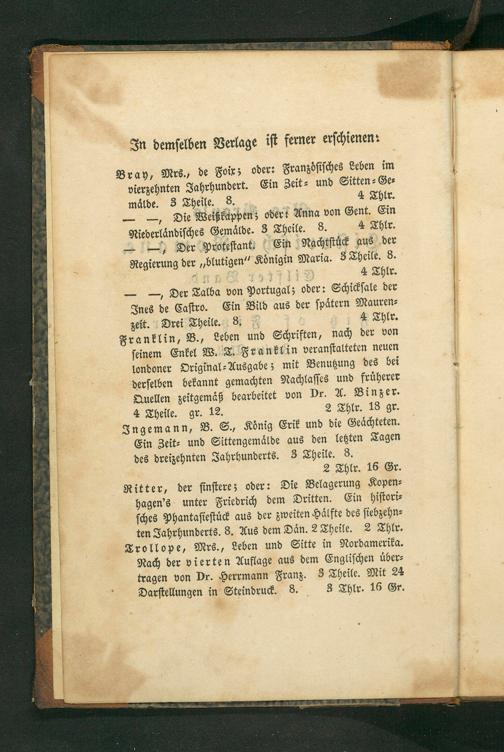 In demselben Verlage ist ferner erschienen:
Bray, Mrs., de Foix; oder: Französisches Leben im
vierzehnten Jahrhundert. Ein Zeit- und Sitten-Ge-
mälde. 3 Theile. 8. 4 Thlr.
— —, Die Weißkappen; oder: Anna von Gent. Ein
Niederländisches Gemälde. 3 Theile. 8. 4 Thlr.
— —, Der Protestant. Ein Nachtstück aus der
Regierung der „blutigen" Königin Maria. 3 Theile. 8.
4 Thlr.
— —, Der Talba von Portugal; oder: Schicksale der
Ines de Castro. Ein Bild aus der spätern Mauren-
zeit. Drei Theile. 8. 4 Thlr.
Franklin, B., Leben und Schriften, nach der von
seinem Enkel W. T. Franklin veranstalteten neuen
londoner Original-Ausgabe; mit Benutzung des bei
derselben bekannt gemachten Nachlasses und früherer
Quellen zeitgemäß bearbeitet von Dr. A. Binzer.
4 Theile. gr. 12. 2 Thlr. 18 gr.
Ingemann, B. S., König Erik und die Geächteten.
Ein Zeit- und Sittengemälde aus den letzten Tagen
des dreizehnten Jahrhunderts. 3 Theile. 8.
2 Thlr. 16 Gr.
Ritter, der finstere; oder: Die Belagerung Kopen-
hagen's unter Friedrich dem Dritten. Ein histori-
sches Phantasiestück aus der zweiten Hälfte des siebzehn-
ten Jahrhunderts. 8. Aus dem Dän. 2 Theile. 2 Thlr.
Trollope, Mrs., Leben und Sitte in Nordamerika.
Nach der vierten Auflage aus dem Englischen über-
tragen von Dr. Herrmann Franz. 3 Theile. Mit 24
Darstellungen in Steindruck. 8. 3 Thlr. 16 Gr.